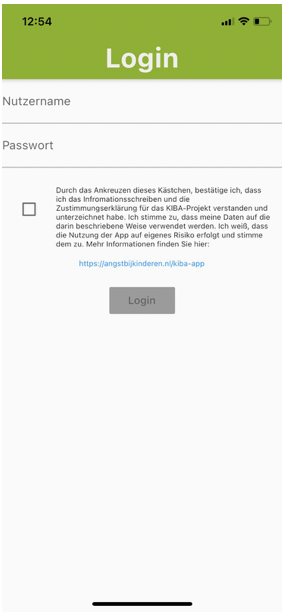 12:54
Login
Nutzername
Passwort
Durch das Ankreuzen dieses Kästchen, bestätige ich, dass
ich das Infromationsschreiben und die
Zustimmungserklärung für das KIBA-Projekt verstanden und
unterzeichnet habe. Ich stimme zu, dass meine Daten auf die
darin beschriebene Weise verwendet werden. Ich weiß, dass
die Nutzung der App auf eigenes Risiko erfolgt und stimme
dem zu. Mehr Informationen finden Sie hier:
https://angstbijkinderen.nl/kiba-app
Login